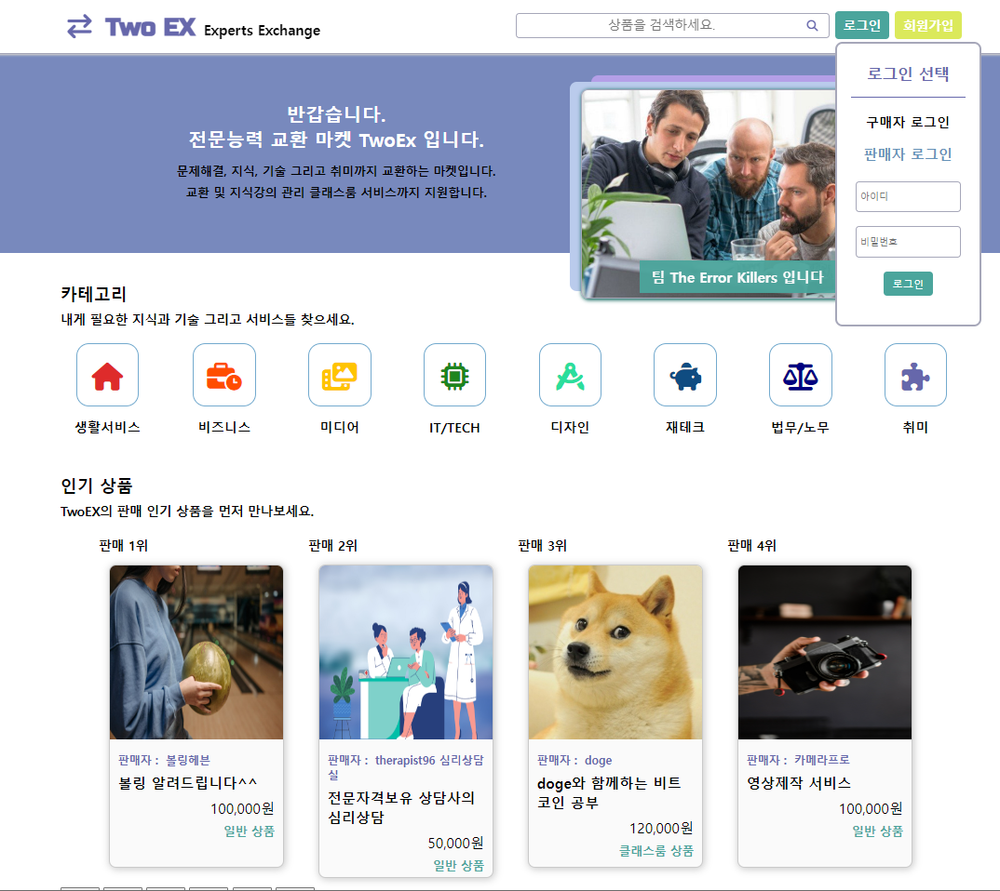 Two EX Experts Exchange
상품을 검색하세요.
로그인
회원가입
로그인 선택
구매자 로그인
판매자 로그인
아이디
비밀번호
로그인
반갑습니다.
전문능력 교환 마켓 TwoEx 입니다.
문제해결, 지식, 기술 그리고 취미까지 교환하는 마켓입니다.
교환 및 지식강의 관리 클래스룸 서비스까지 지원합니다.
팀 The Error Killers 입니다
카테고리
내게 필요한 지식과 기술 그리고 서비스들 찾으세요.
생활서비스
비즈니스
미디어
IT/TECH
디자인
재테크
법무/노무
취미
인기 상품
TwoEX의 판매 인기 상품을 먼저 만나보세요.
판매 1위
판매자 : 볼링헤븐
볼링 알려드립니다^^
100,000원
일반 상품
판매 2위
판매자 : therapist96 심리상담
실
전문자격보유 상담사의
심리상담
50,000원
일반 상품
판매 3위
판매자 : doge
doge와 함께하는 비트
코인 공부
120,000원
클래스룸 상품
판매 4위
판매자 : 카메라프로
영상제작 서비스
100,000원
일반 상품